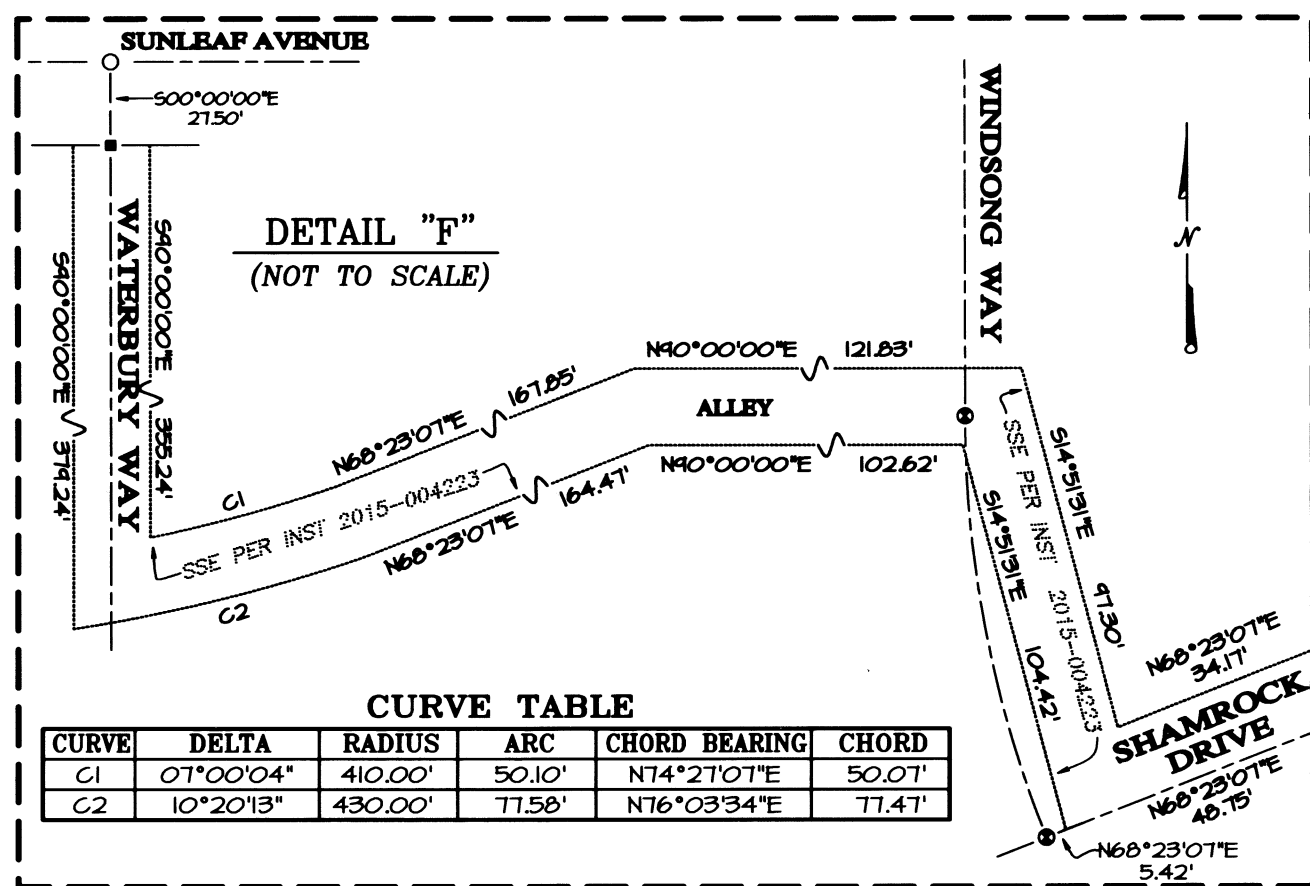 SUNLEAF AVENUE
S00°00'00"E
27.50'
WATERBURY WAY
S90°00'00"E
379.24'
S90°00'00"E
355.24'
DETAIL "F"
(NOT TO SCALE)
WINDSONG WAY
N
N90°00'00"E 121.83'
ALLEY
N90°00'00"E 102.62'
N68°23'07"E 167.85'
C1
SSE PER INST 2015-004223
N68°23'07"E 164.47'
C2
SSE PER INST 2015-004223
S14°51'31"E 97.30'
S14°51'31"E 104.42'
N68°23'07"E
34.17'
SHAMROCK
DRIVE
N68°23'07"E
48.75'
N68°23'07"E
5.42'
CURVE TABLE
CURVE DELTA RADIUS ARC CHORD BEARING CHORD
C1 07°00'04" 410.00' 50.10' N74°27'07"E 50.07'
C2 10°20'13" 430.00' 77.58' N76°03'34"E 77.47'